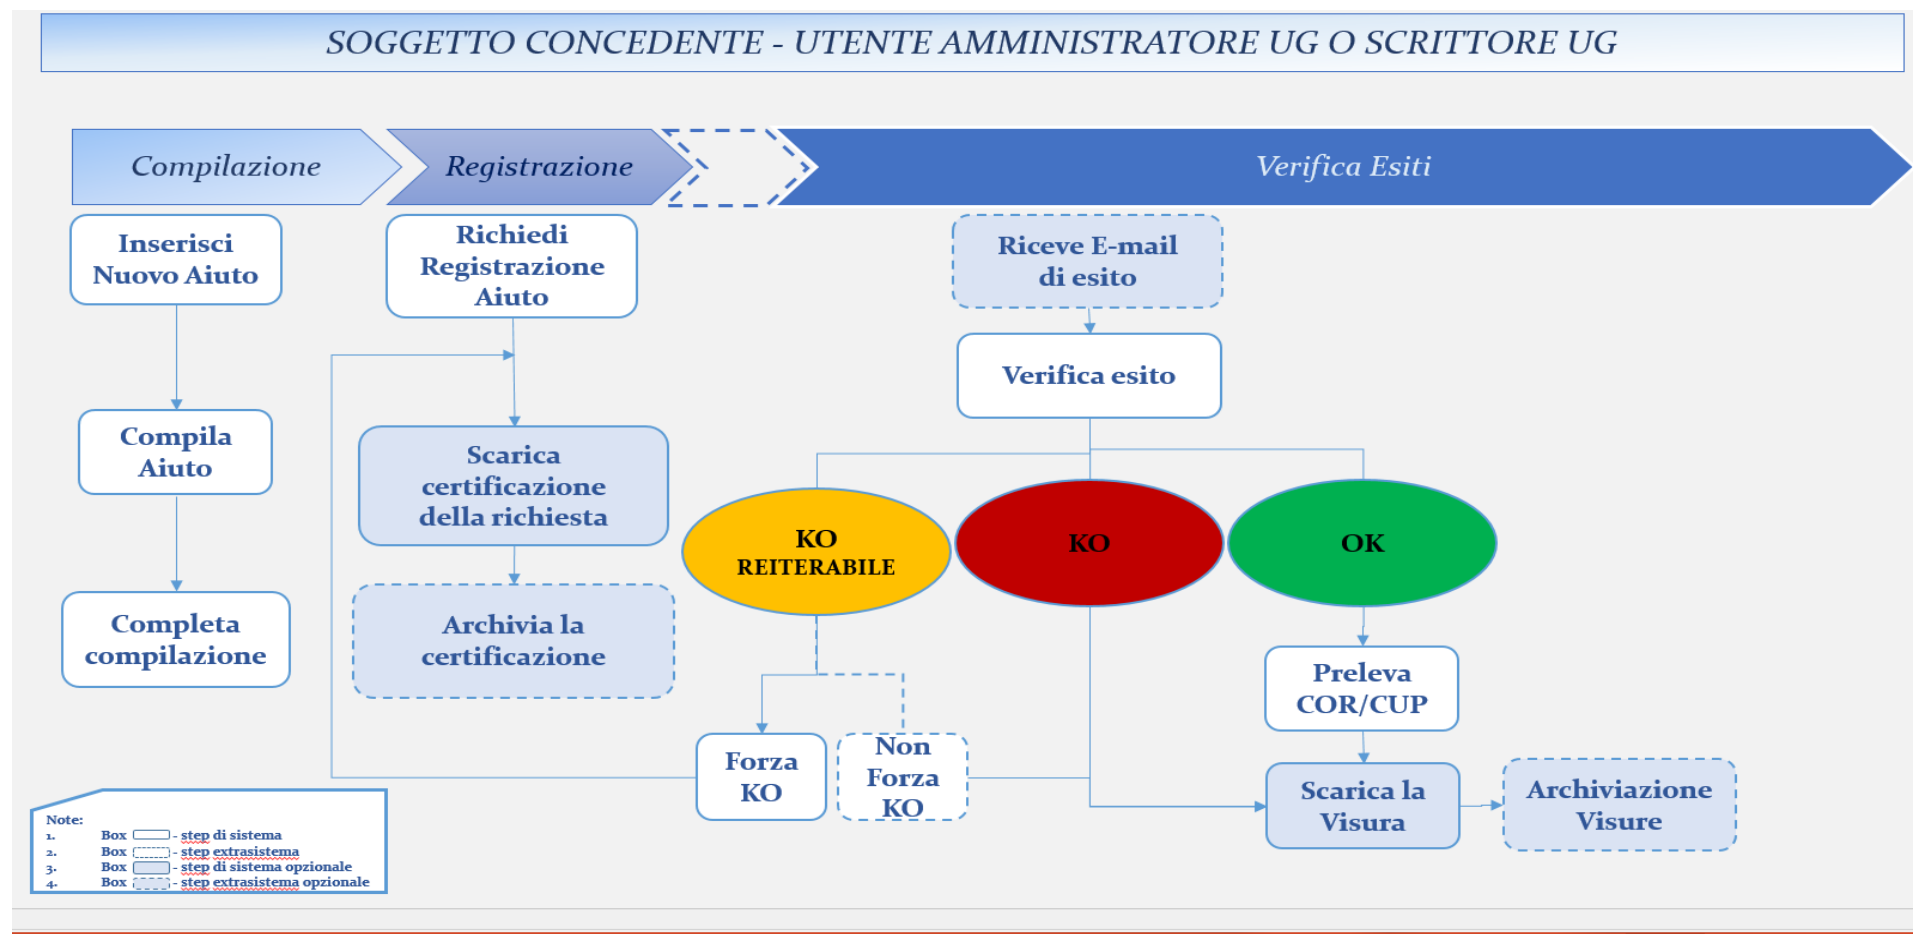 SOGGETTO CONCEDENTE - UTENTE AMMINISTRATORE UG O SCRITTORE UG
Compilazione
Registrazione
Verifica Esiti
Inserisci
Nuovo Aiuto
Compila
Aiuto
Completa
compilazione
Richiedi
Registrazione
Aiuto
Scarica
certificazione
della richiesta
Archivia la
certificazione
Riceve E-mail
di esito
Verifica esito
KO
REITERABILE
KO
OK
Forza
KO
Non
Forza
KO
Preleva
COR/CUP
Scarica la
Visura
Archiviazione
Visure
Note:
1. Box - step di sistema
2. Box - step extrasistema
3. Box - step di sistema opzionale
4. Box - step extrasistema opzionale